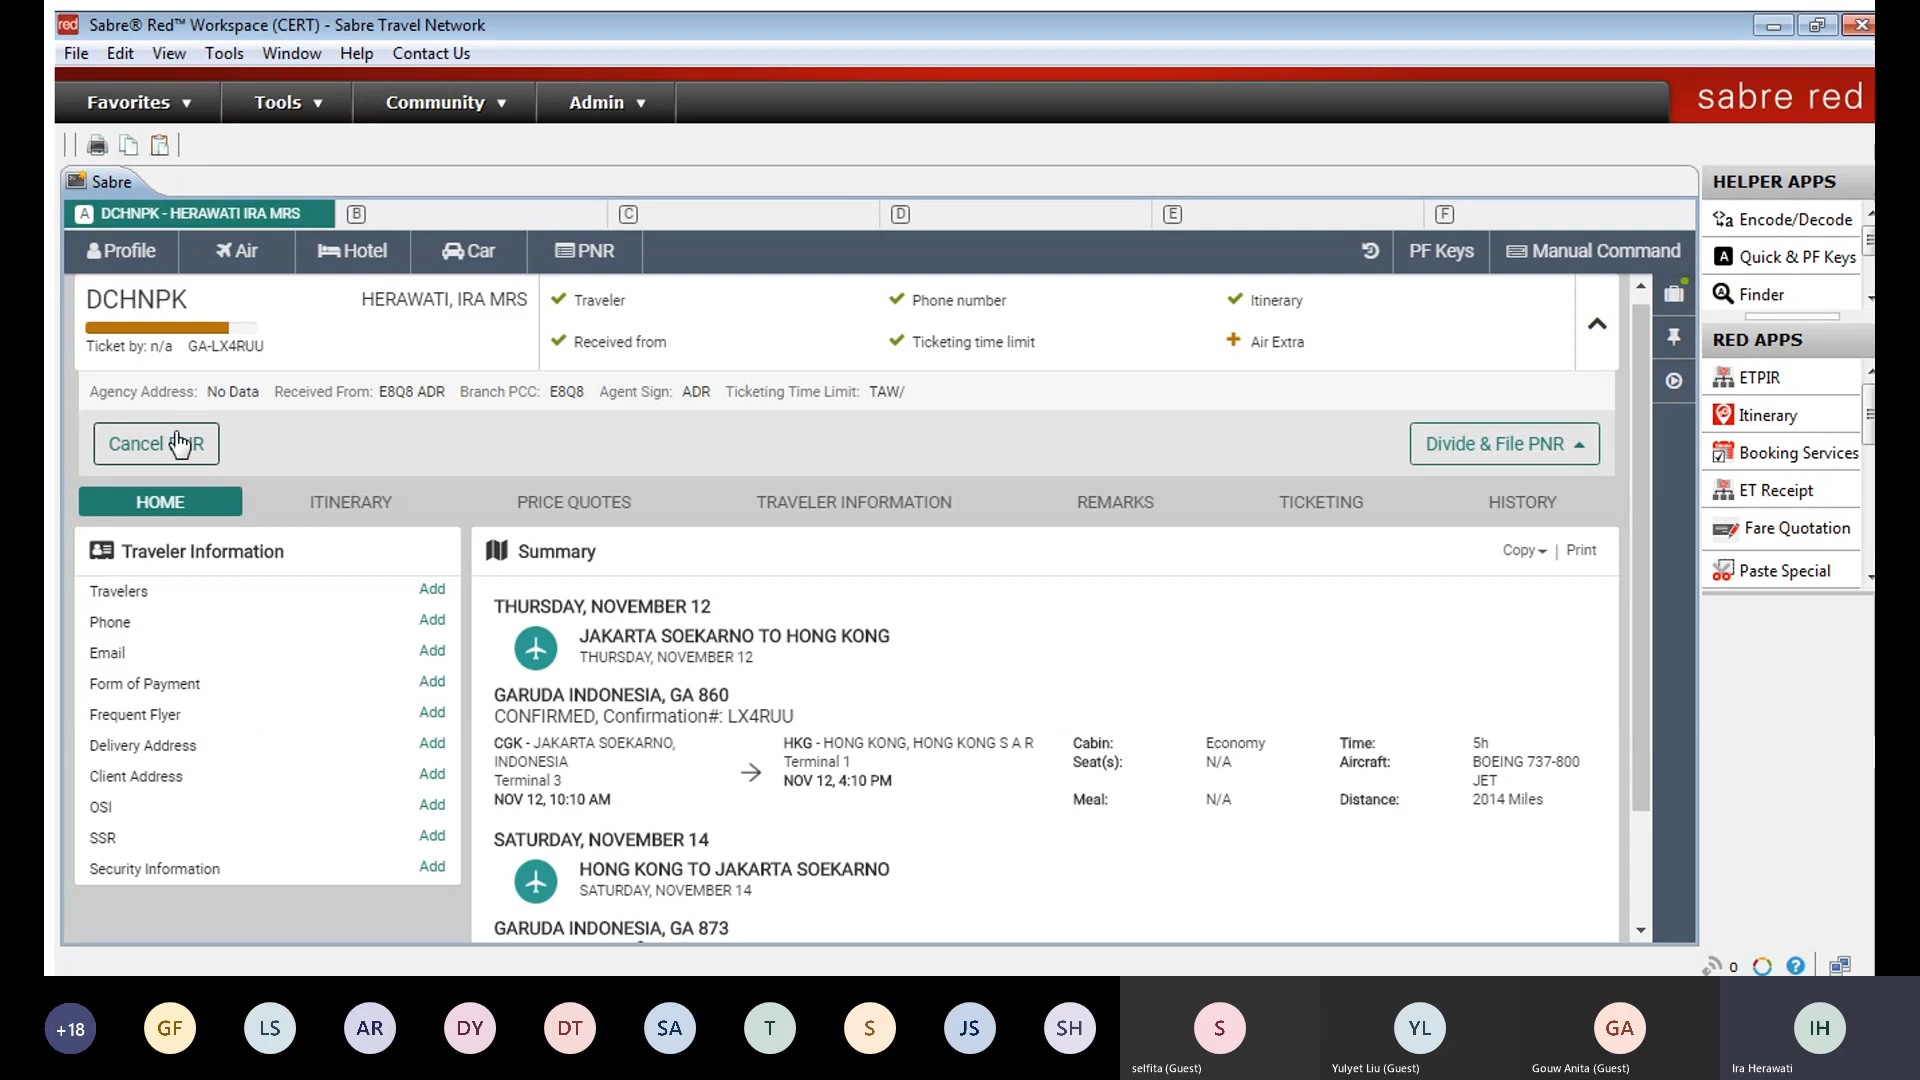 red Sabre® Red™ Workspace (CERT) - Sabre Travel Network
File Edit View Tools Window Help Contact Us
Favorites ▼ Tools ▼ Community ▼ Admin ▼ sabre red
Sabre
A DCHNPK - HERAWATI IRA MRS B C D E F
Profile Air Hotel Car PNR PF Keys Manual Command
DCHNPK HERAWATI, IRA MRS
Ticket by: n/a GA-LX4RUU
Traveler Phone number Itinerary
Received from Ticketing time limit Air Extra
Agency Address: No Data Received From: E8Q8 ADR Branch PCC: E8Q8 Agent Sign: ADR Ticketing Time Limit: TAW/
Cancel Divide & File PNR
HOME ITINERARY PRICE QUOTES TRAVELER INFORMATION REMARKS TICKETING HISTORY
Traveler Information
Travelers Add
Phone Add
Email Add
Form of Payment Add
Frequent Flyer Add
Delivery Address Add
Client Address Add
OSI Add
SSR Add
Security Information Add
Summary Copy | Print
THURSDAY, NOVEMBER 12
JAKARTA SOEKARNO TO HONG KONG
THURSDAY, NOVEMBER 12
GARUDA INDONESIA, GA 860
CONFIRMED, Confirmation#: LX4RUU
CGK - JAKARTA SOEKARNO,
INDONESIA
Terminal 3
NOV 12, 10:10 AM
HKG - HONG KONG, HONG KONG S A R
Terminal 1
NOV 12, 4:10 PM
Cabin: Economy
Seat(s): N/A
Meal: N/A
Time: 5h
Aircraft: BOEING 737-800
JET
Distance: 2014 Miles
SATURDAY, NOVEMBER 14
HONG KONG TO JAKARTA SOEKARNO
SATURDAY, NOVEMBER 14
GARUDA INDONESIA, GA 873
HELPER APPS
Encode/Decode
A Quick & PF Keys
Finder
RED APPS
ETPIR
Itinerary
Booking Services
ET Receipt
Fare Quotation
Paste Special
0
+18 GF LS AR DY DT SA T S JS SH S YL GA IH
selfita (Guest) Yulyet Liu (Guest) Gouw Anita (Guest) Ira Herawati